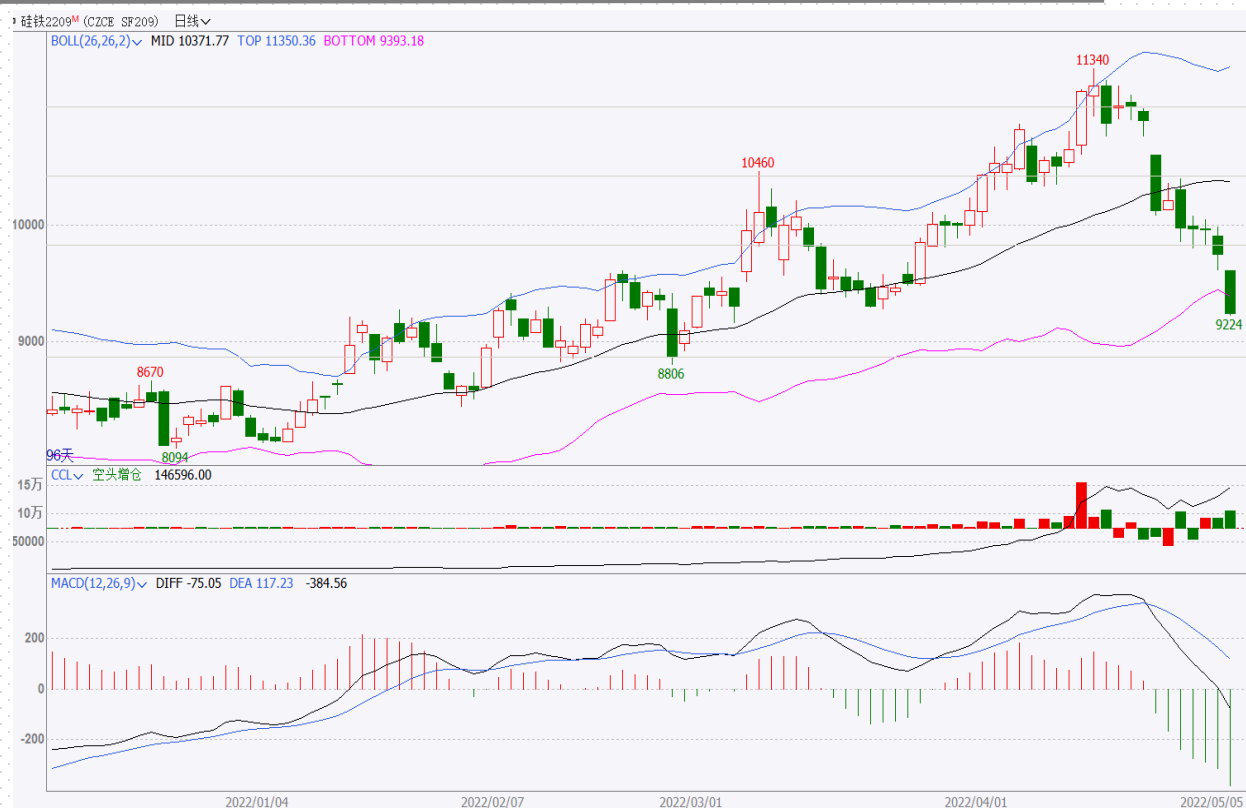 硅铁2209M (CZCE SF209) 日线
BOLL(26,26,2) MID 10371.77 TOP 11350.36 BOTTOM 9393.18
11340
10460
10000
9224
9000
8670
8806
96天
8094
CCL 空头增仓 146596.00
15万
10万
50000
MACD(12,26,9) DIFF -75.05 DEA 117.23 -384.56
200
0
-200
2022/01/04 2022/02/07 2022/03/01 2022/04/01 2022/05/05